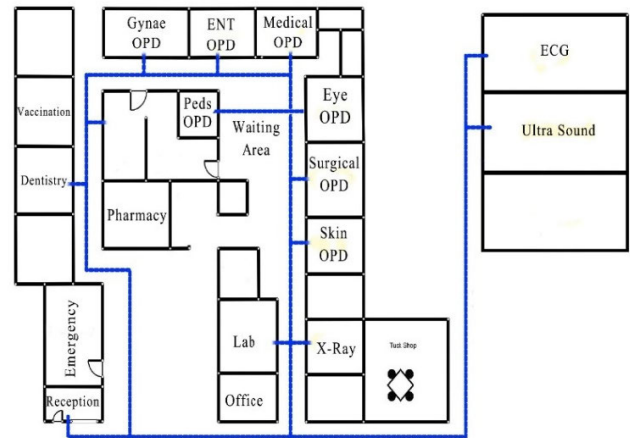 Gynae
OPD
ENT
OPD
Medical
OPD
ECG
Vaccination
Peds
OPD
Eye
OPD
Waiting
Area
Ultra Sound
Dentistry
Surgical
OPD
Pharmacy
Skin
OPD
Emergency
Lab
X-Ray
Tuct Shop
Reception
Office